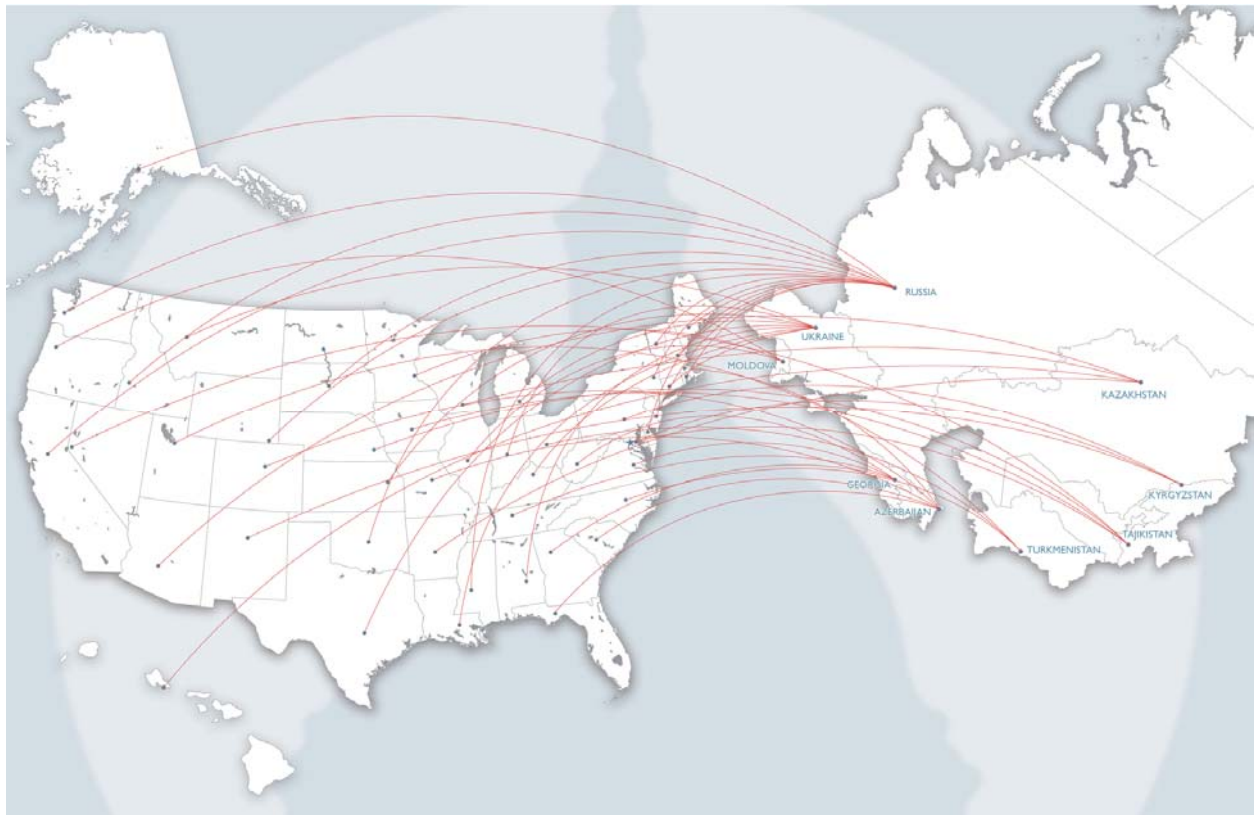 RUSSIA
UKRAINE
MOLDOVA
KAZAKHSTAN
GEORGIA
KYRGYZSTAN
AZERBAIJAN
TAJIKISTAN
TURKMENISTAN